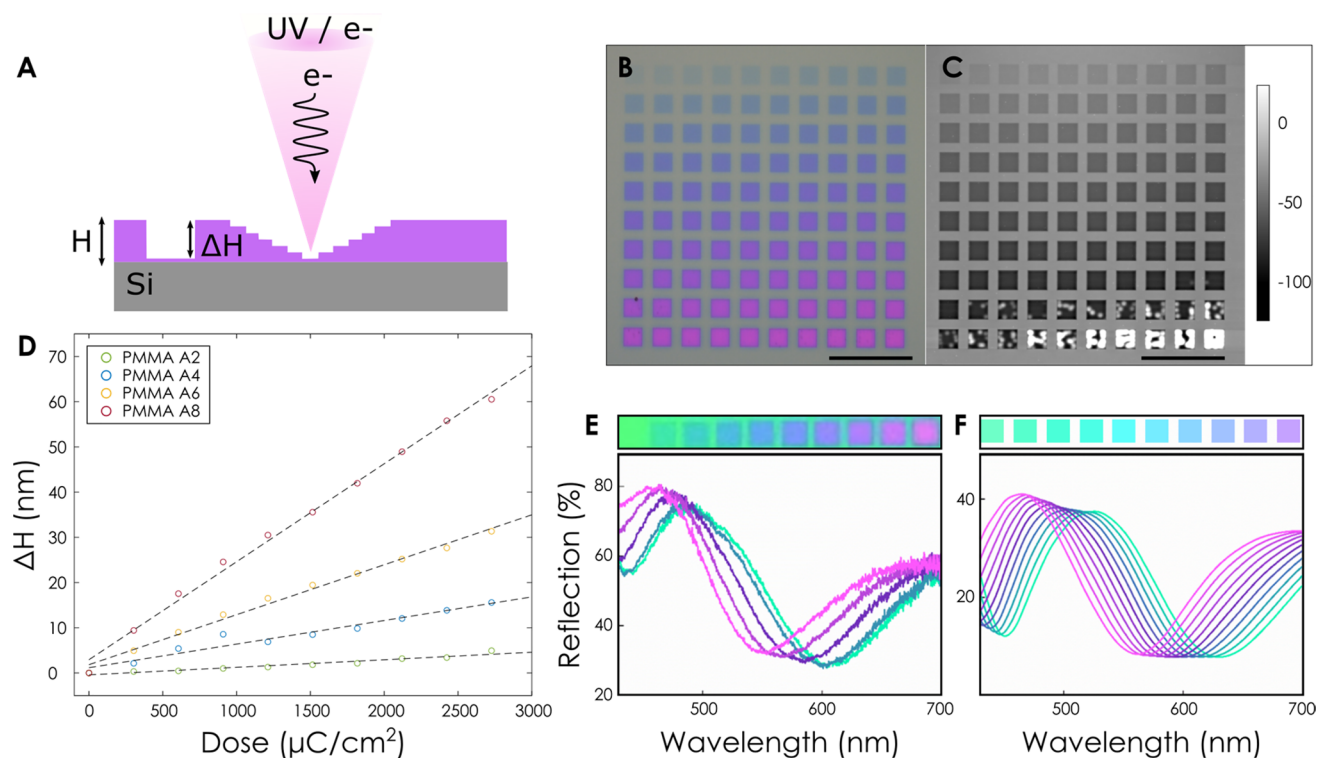 A
UV / e-
e-
H
ΔH
Si
B
C
0
-50
-100
D
70
60
50
40
30
20
10
0
PMMA A2
PMMA A4
PMMA A6
PMMA A8
ΔH (nm)
0 500 1000 1500 2000 2500 3000
Dose (μC/cm²)
E
80
60
40
20
Reflection (%)
500 600 700
Wavelength (nm)
F
40
20
500 600 700
Wavelength (nm)